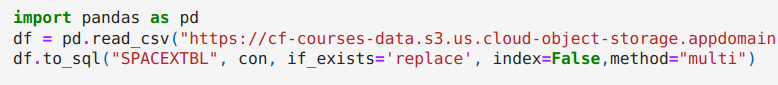 import pandas as pd
df = pd.read_csv("https://cf-courses-data.s3.us.cloud-object-storage.appdomain
df.to_sql("SPACEXTBL", con, if_exists='replace', index=False,method="multi")